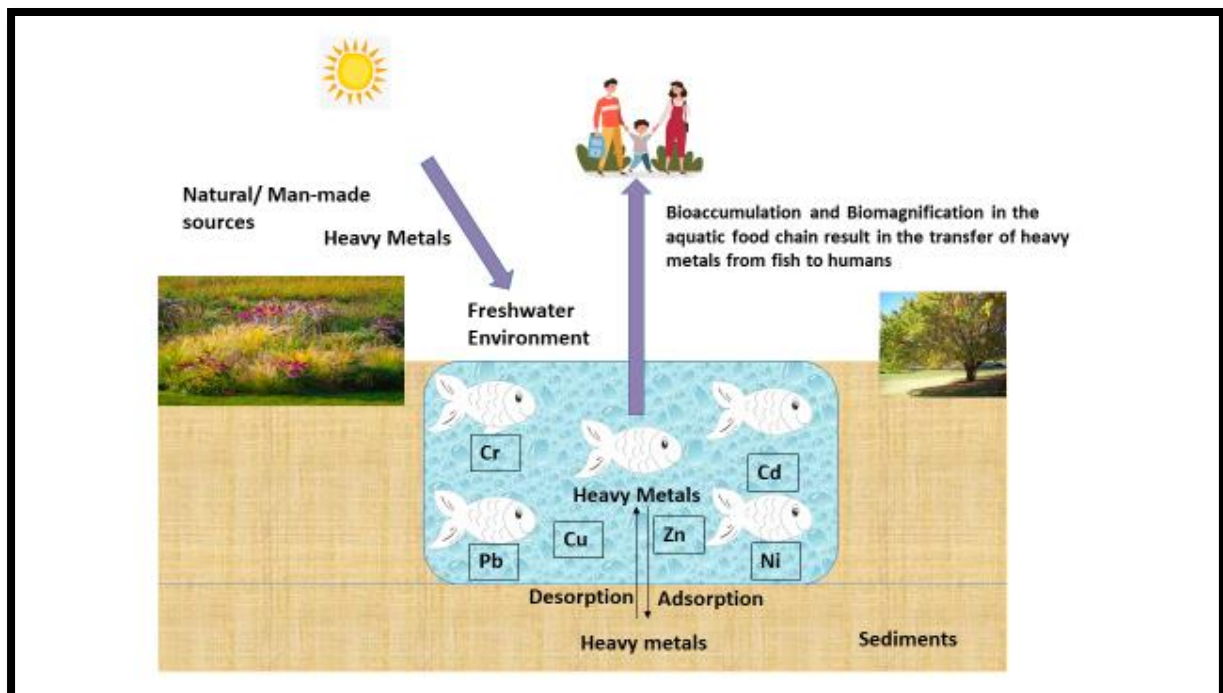 Natural/ Man-made
sources
Heavy Metals
Bioaccumulation and Biomagnification in the
aquatic food chain result in the transfer of heavy
metals from fish to humans
Freshwater
Environment
Cr
Cd
Heavy Metals
Cu
Zn
Pb
Ni
Desorption
Adsorption
Heavy metals
Sediments